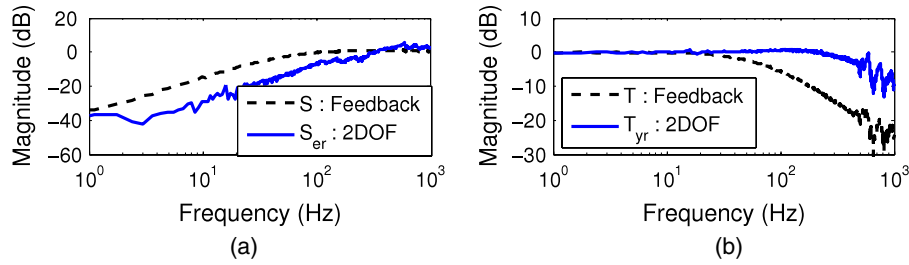 Magnitude (dB)
20
0
−20
−40
−60
10^0
10^1
10^2
10^3
S : Feedback
S_er : 2DOF
Frequency (Hz)
(a)
Magnitude (dB)
10
0
−10
−20
−30
10^0
10^1
10^2
10^3
T : Feedback
T_yr : 2DOF
Frequency (Hz)
(b)